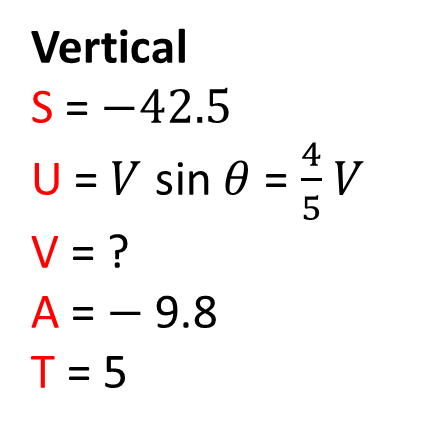 Vertical
S = −42.5
U = V sin θ = 4/5 V
V = ?
A = − 9.8
T = 5